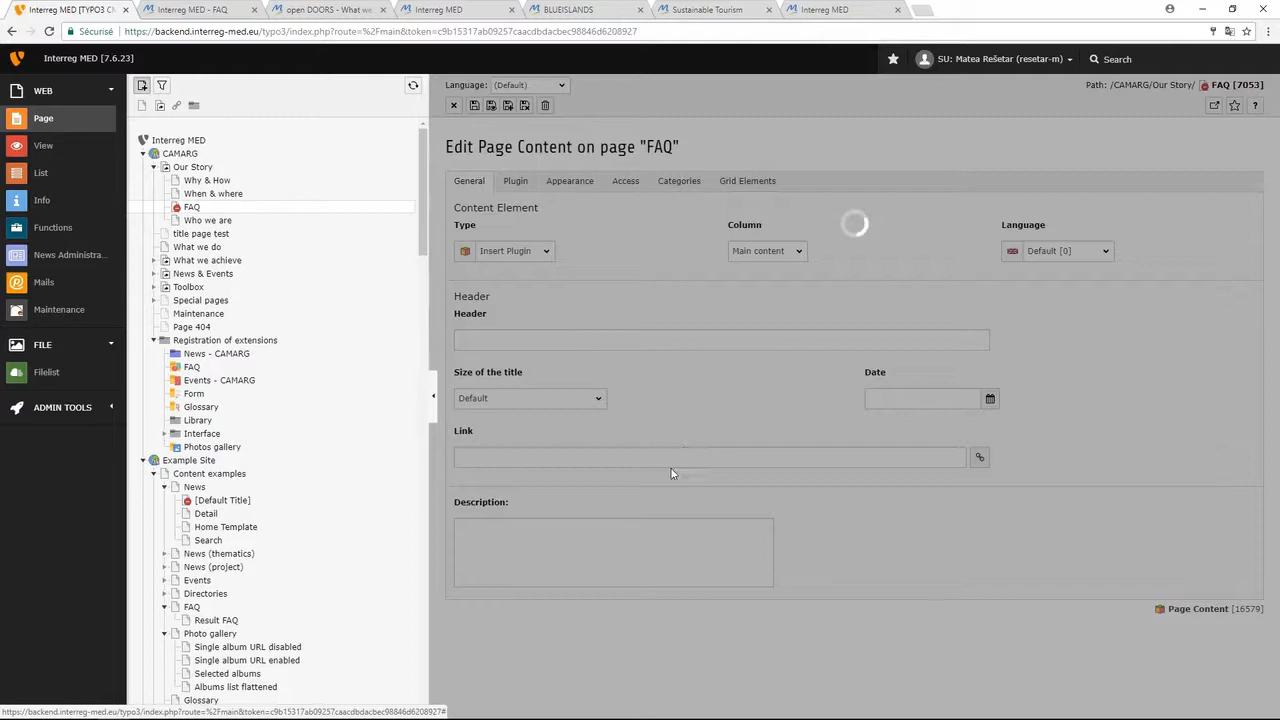 Interreg MED [TYPO3 C
Interreg MED - FAQ
open DOORS - What we
Interreg MED
BLUEISLANDS
Sustainable Tourism
Interreg MED
Sécurisé
https://backend.interreg-med.eu/typo3/index.php?route=%2Fmain&token=c9b15317ab09257caacdbdacbec98846d6208927
Interreg MED [7.6.23]
SU: Matea Rešetar (resetar-m)
Search
WEB
Page
View
List
Info
Functions
News Administra...
Mails
Maintenance
FILE
Filelist
ADMIN TOOLS
Interreg MED
CAMARG
Our Story
Why & How
When & where
FAQ
Who we are
title page test
What we do
What we achieve
News & Events
Toolbox
Special pages
Maintenance
Page 404
Registration of extensions
News - CAMARG
FAQ
Events - CAMARG
Form
Glossary
Library
Interface
Photos gallery
Example Site
Content examples
News
[Default Title]
Detail
Home Template
Search
News (thematics)
News (project)
Events
Directories
FAQ
Result FAQ
Photo gallery
Single album URL disabled
Single album URL enabled
Selected albums
Albums list flattened
Glossary
Language: (Default)
Path: /CAMARG/Our Story/ FAQ [7053]
Edit Page Content on page "FAQ"
General Plugin Appearance Access Categories Grid Elements
Content Element
Type Column Language
Insert Plugin Main content Default [0]
Header
Header
Size of the title Date
Default
Link
Description:
Page Content [16579]
https://backend.interreg-med.eu/typo3/index.php?route=%2Fmain&token=c9b15317ab09257caacdbdacbec98846d6208927#